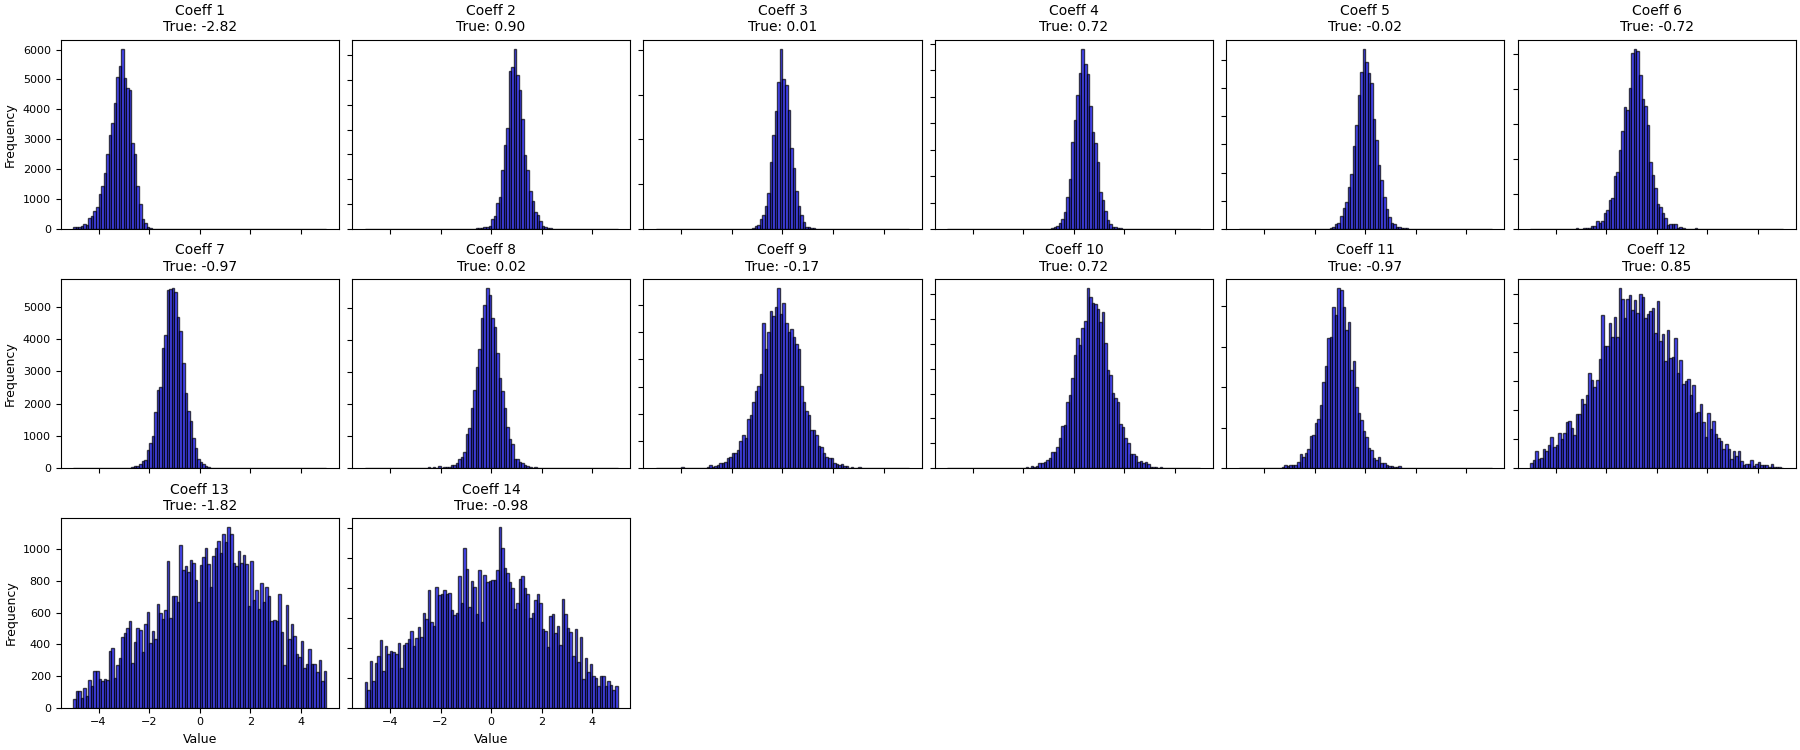 Coeff 1
True: -2.82
Coeff 2
True: 0.90
Coeff 3
True: 0.01
Coeff 4
True: 0.72
Coeff 5
True: -0.02
Coeff 6
True: -0.72
6000
5000
4000
3000
2000
1000
0
Frequency
Coeff 7
True: -0.97
Coeff 8
True: 0.02
Coeff 9
True: -0.17
Coeff 10
True: 0.72
Coeff 11
True: -0.97
Coeff 12
True: 0.85
5000
4000
3000
2000
1000
0
Frequency
Coeff 13
True: -1.82
Coeff 14
True: -0.98
1000
800
600
400
200
0
Frequency
−4 −2 0 2 4
−4 −2 0 2 4
Value
Value